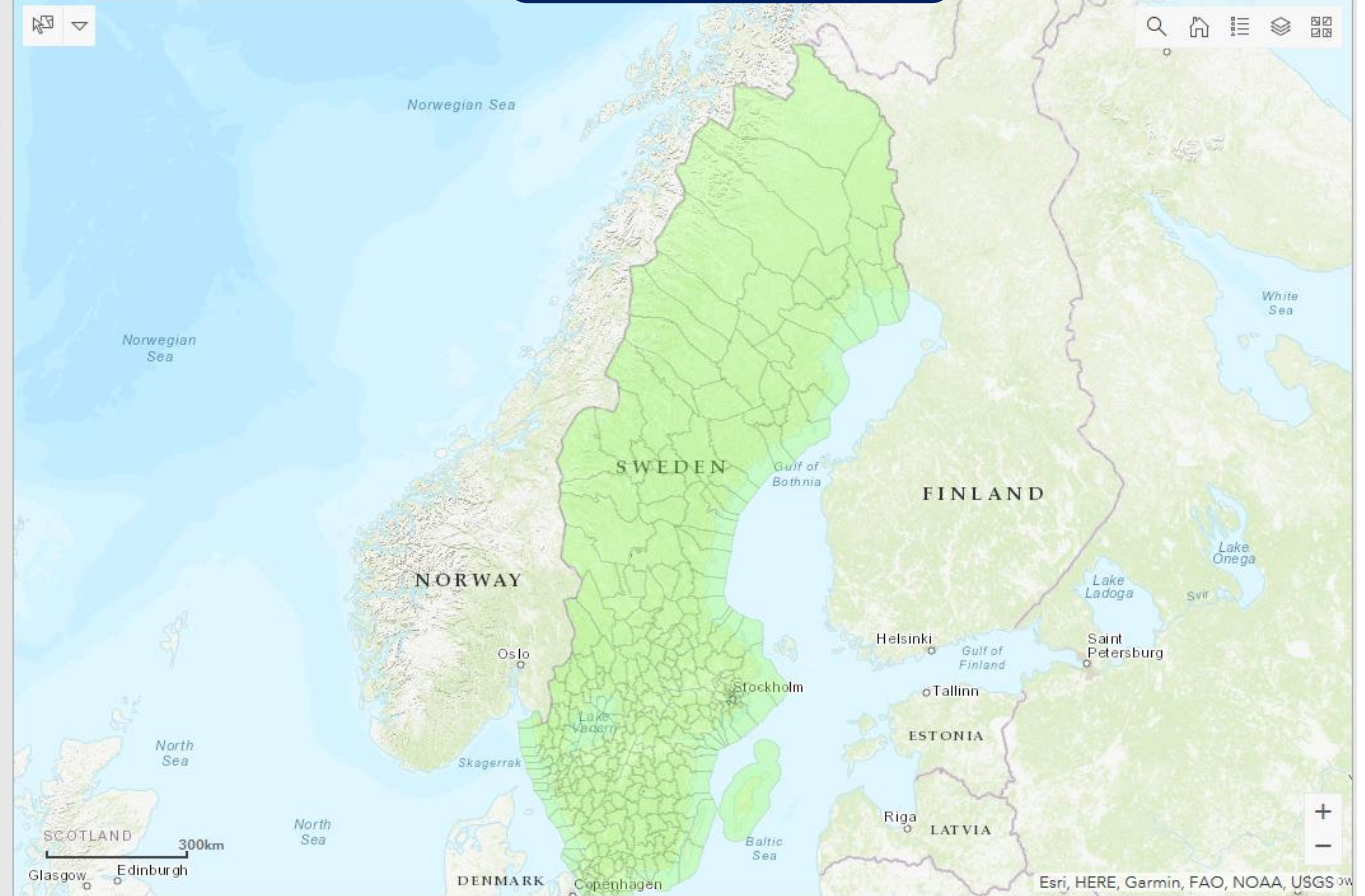 Norwegian Sea
Norwegian
Sea
White
Sea
SWEDEN
Gulf of
Bothnia
FINLAND
Lake
Onega
NORWAY
Lake
Ladoga
Svir
Oslo
Helsinki
Gulf of
Finland
Saint
Petersburg
Stockholm
Tallinn
Lake
Vanern
ESTONIA
North
Sea
Skagerrak
Riga
LATVIA
North
Sea
Baltic
Sea
SCOTLAND
300km
Glasgow
Edinburgh
DENMARK
Copenhagen
+
−
Esri, HERE, Garmin, FAO, NOAA, USGS